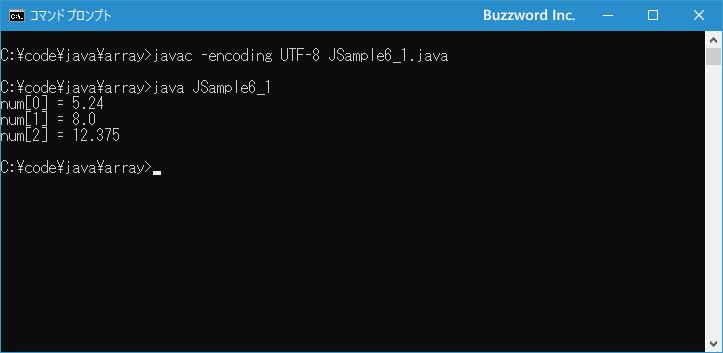 コマンドプロンプト
Buzzword Inc.
C:¥code¥java¥array>javac -encoding UTF-8 JSample6_1.java
C:¥code¥java¥array>java JSample6_1
num[0] = 5.24
num[1] = 8.0
num[2] = 12.375
C:¥code¥java¥array>